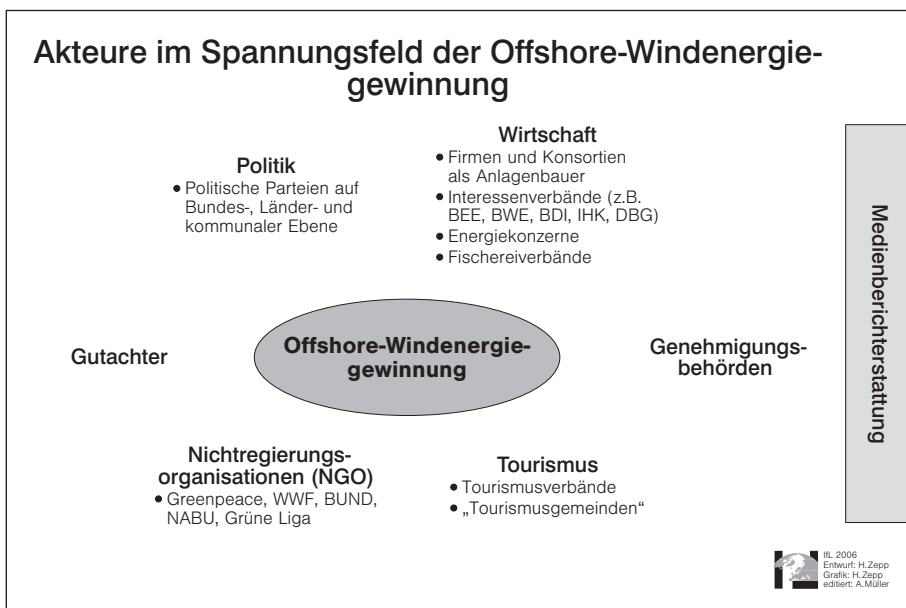 Akteure im Spannungsfeld der Offshore-Windenergie-
gewinnung
Politik
• Politische Parteien auf
Bundes-, Länder- und
kommunaler Ebene
Wirtschaft
• Firmen und Konsortien
als Anlagenbauer
• Interessenverbände (z.B.
BEE, BWE, BDI, IHK, DBG)
• Energiekonzerne
• Fischereiverbände
Gutachter
Offshore-Windenergie-
gewinnung
Genehmigungs-
behörden
Nichtregierungs-
organisationen (NGO)
• Greenpeace, WWF, BUND,
NABU, Grüne Liga
Tourismus
• Tourismusverbände
• „Tourismusgemeinden“
Medienberichterstattung
IfL 2006
Entwurf: H.Zepp
Grafik: H.Zepp
editiert: A.Müller